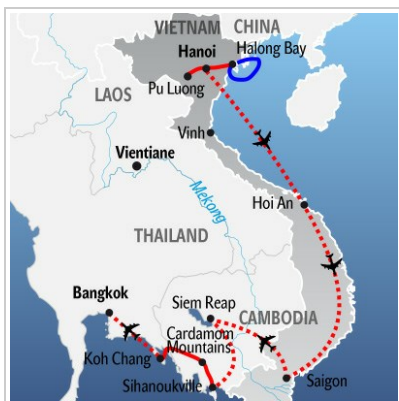 VIETNAM
CHINA
Hanoi
Halong Bay
Pu Luong
LAOS
Vinh
Vientiane
Mekong
Hoi An
THAILAND
Bangkok
Siem Reap
CAMBODIA
Cardamom
Mountains
Koh Chang
Sihanoukville
Saigon